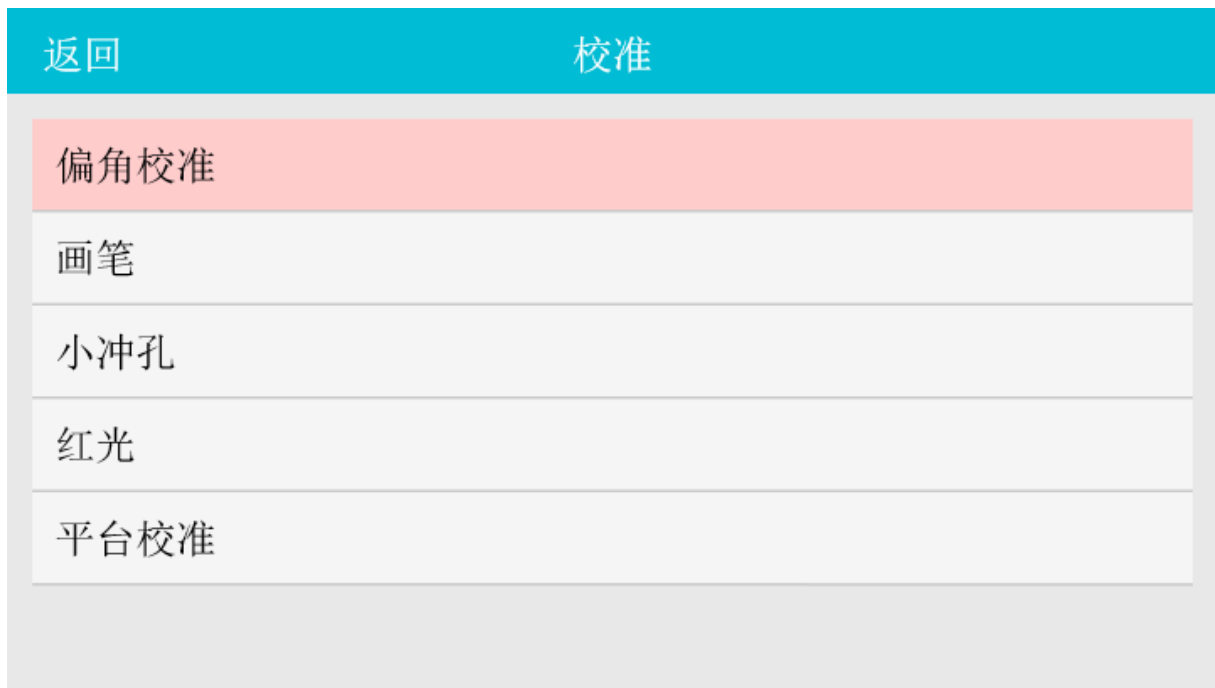 返回 校准
偏角校准
画笔
小冲孔
红光
平台校准